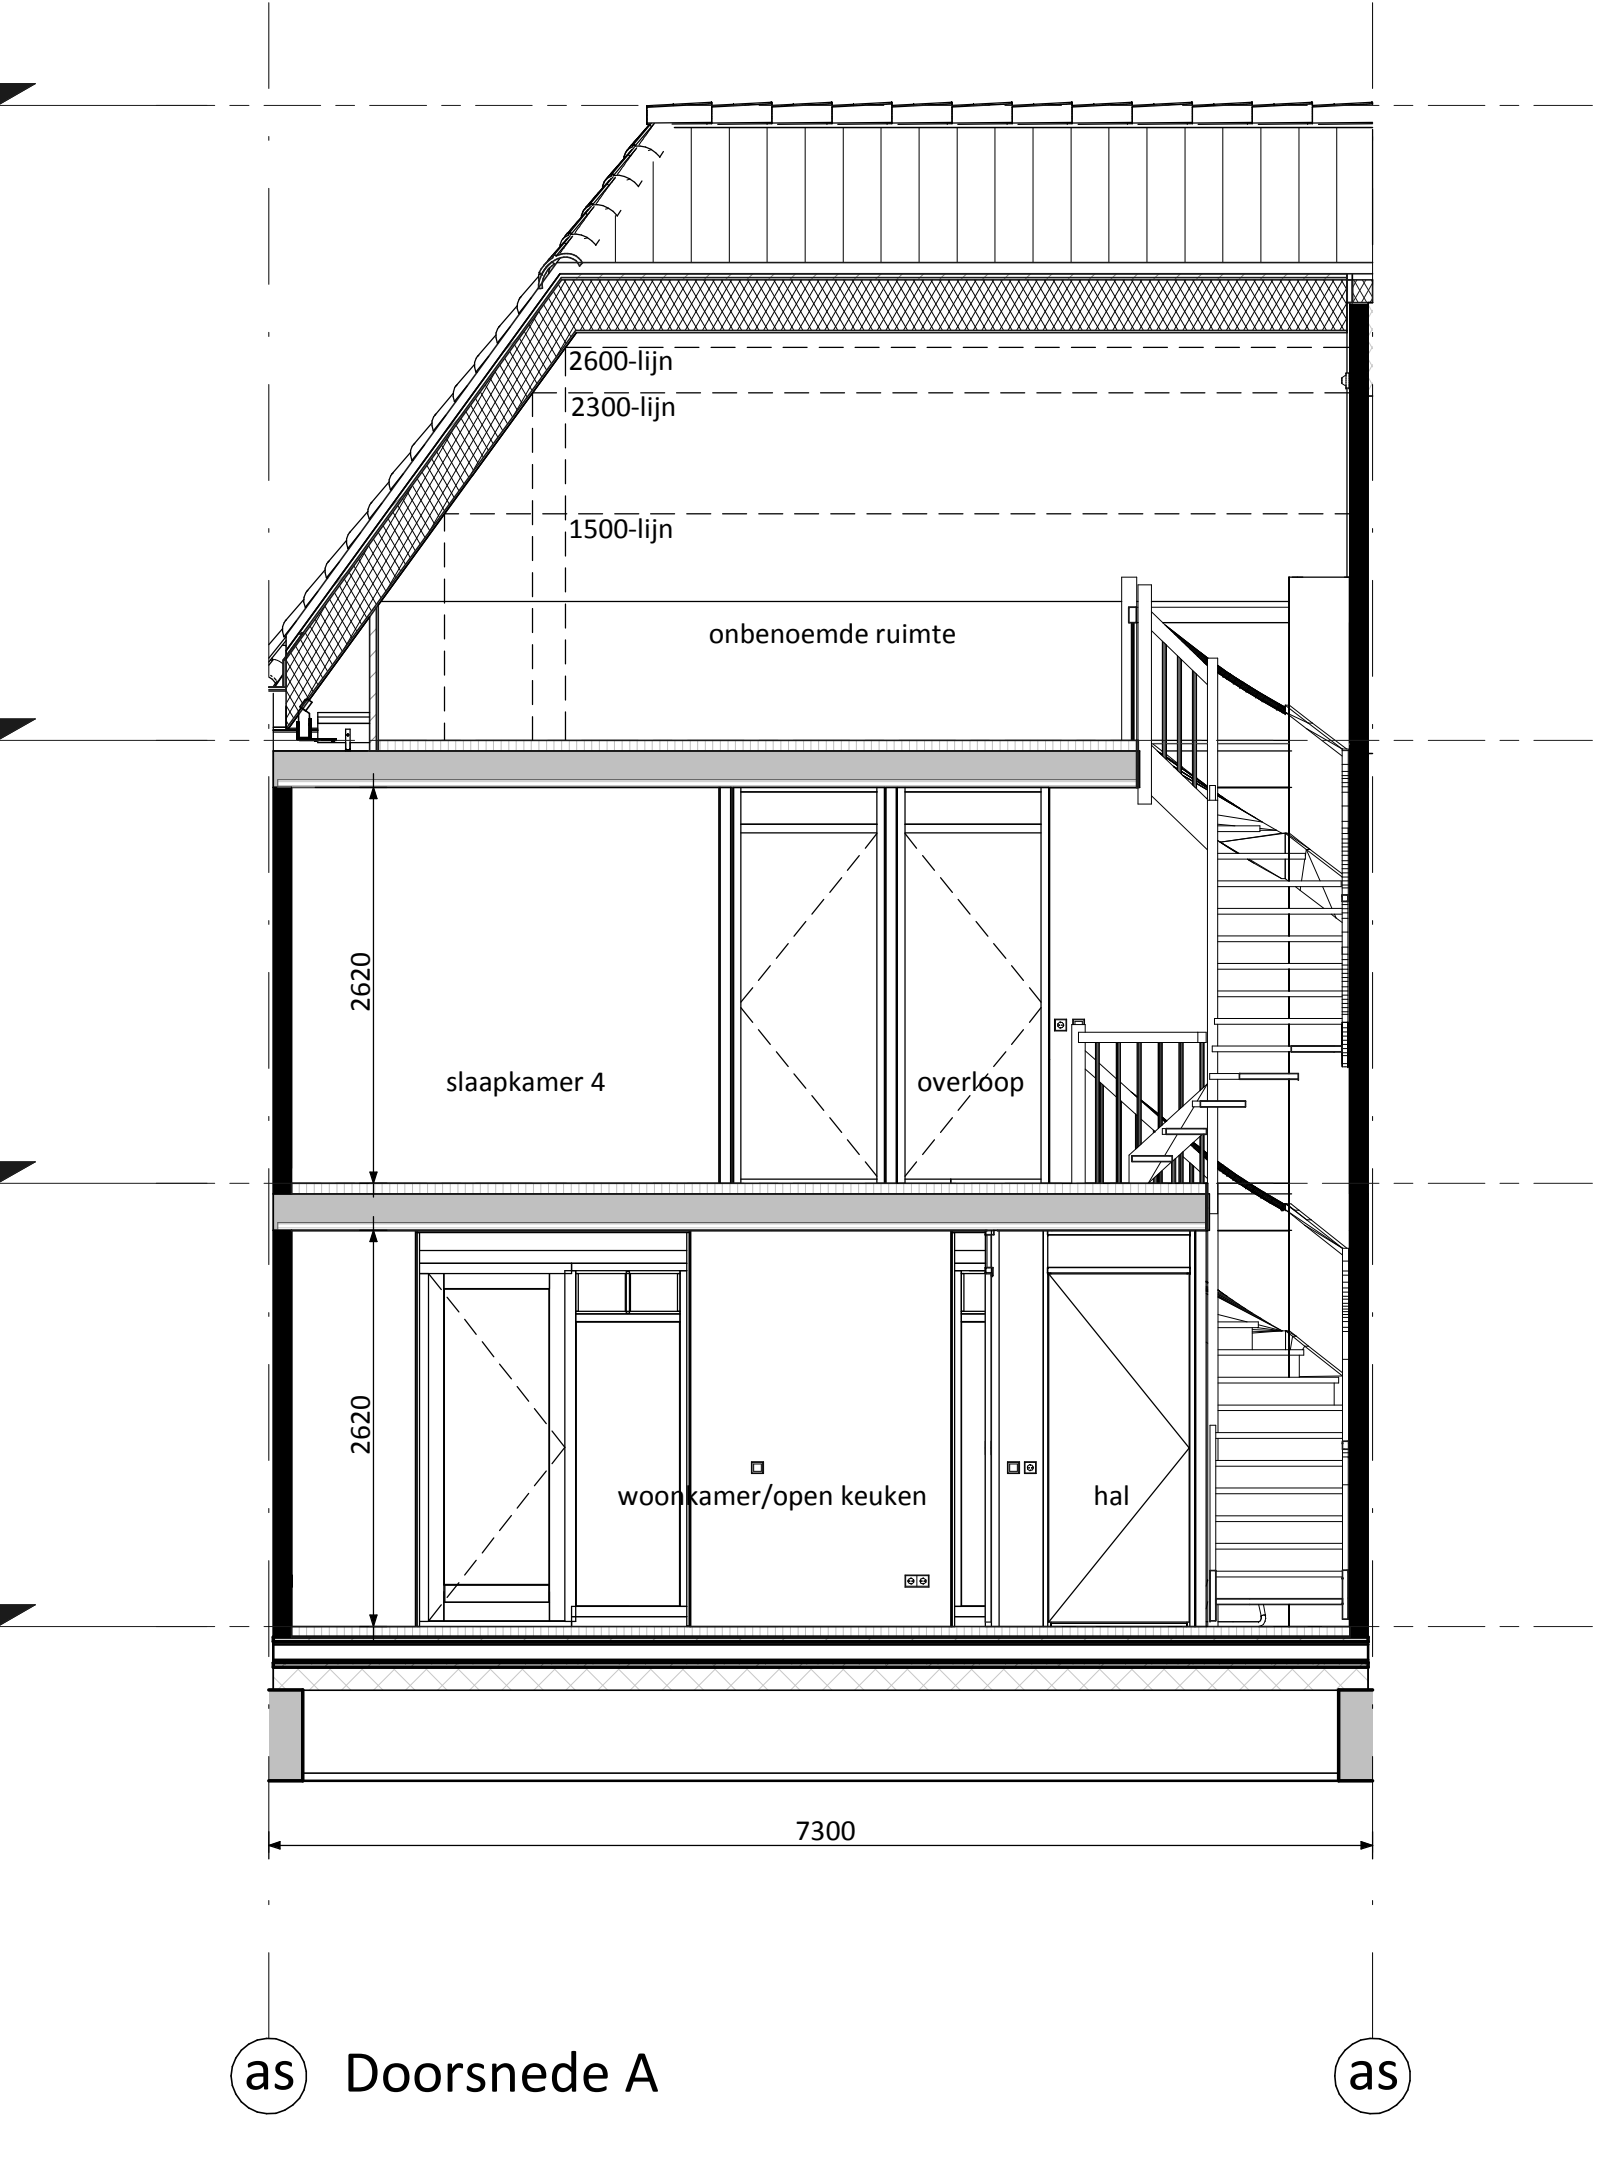 2600-lijn
2300-lijn
1500-lijn
onbenoemde ruimte
2620
slaapkamer 4
overloop
2620
woonkamer/open keuken
hal
7300
as
Doorsnede A
as